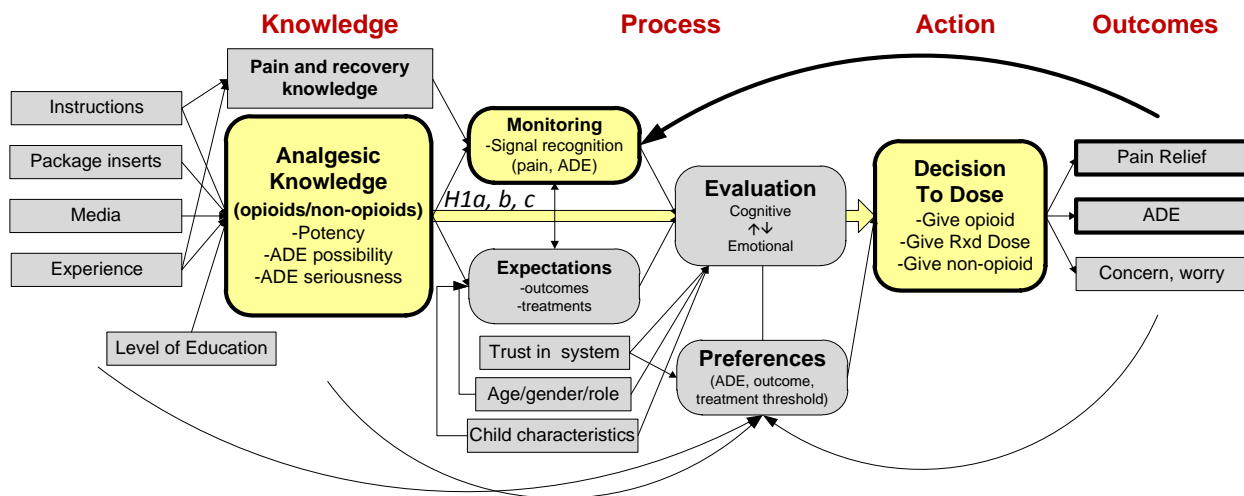 Knowledge
Process
Action
Outcomes
Instructions
Package inserts
Media
Experience
Level of Education
Pain and recovery
knowledge
Analgesic
Knowledge
(opioids/non-opioids)
-Potency
-ADE possibility
-ADE seriousness
H1a, b, c
Monitoring
-Signal recognition
(pain, ADE)
Expectations
-outcomes
-treatments
Trust in system
Age/gender/role
Child characteristics
Evaluation
Cognitive
↑↓
Emotional
Preferences
(ADE, outcome,
treatment threshold)
Decision
To Dose
-Give opioid
-Give Rxd Dose
-Give non-opioid
Pain Relief
ADE
Concern, worry